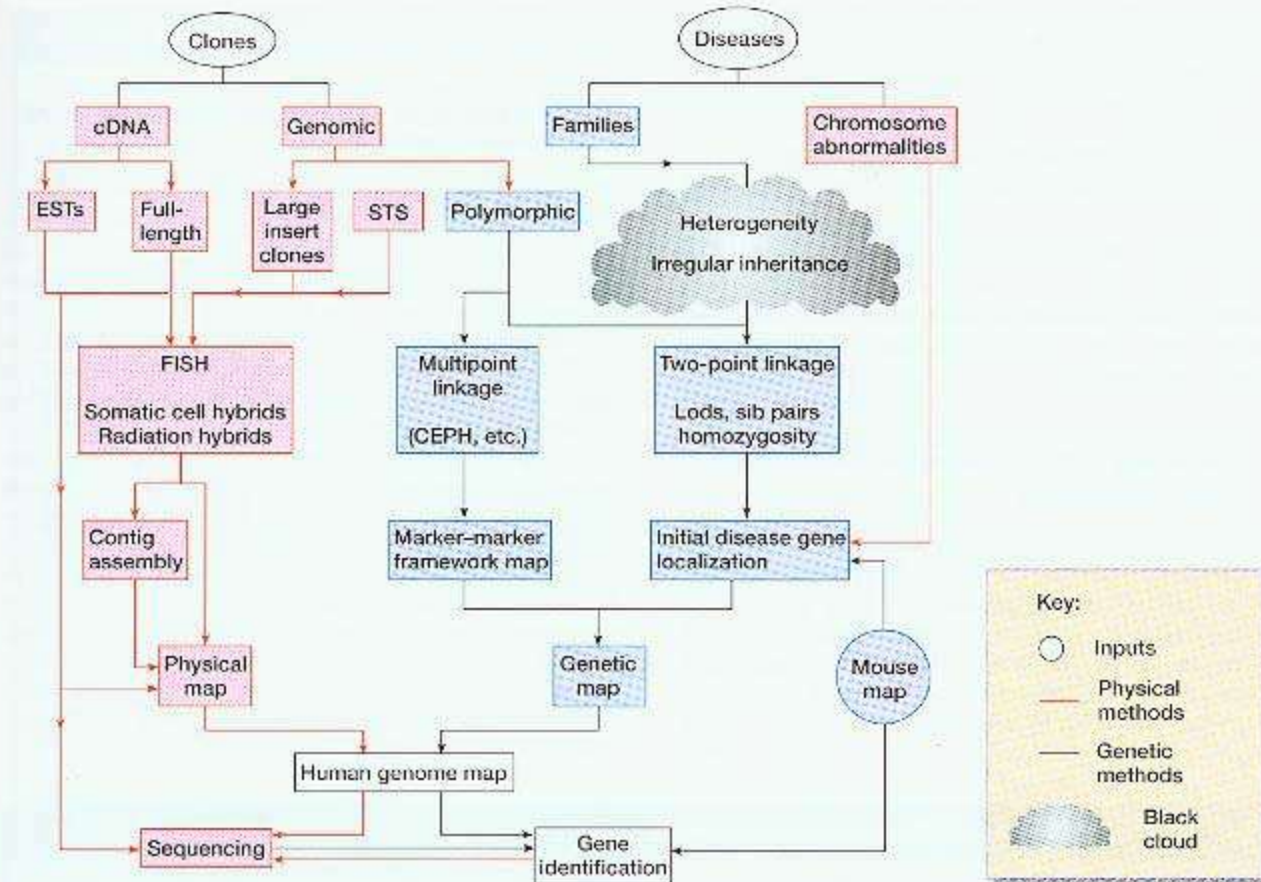 Clones
Diseases
cDNA
Genomic
Families
Chromosome
abnormalities
ESTs
Full-
length
Large
insert
clones
STS
Polymorphic
Heterogeneity
Irregular inheritance
FISH
Somatic cell hybrids
Radiation hybrids
Multipoint
linkage
(CEPH, etc.)
Two-point linkage
Lods, sib pairs
homozygosity
Contig
assembly
Marker–marker
framework map
Initial disease gene
localization
Physical
map
Genetic
map
Mouse
map
Human genome map
Sequencing
Gene
identification
Key:
Inputs
Physical
methods
Genetic
methods
Black
cloud